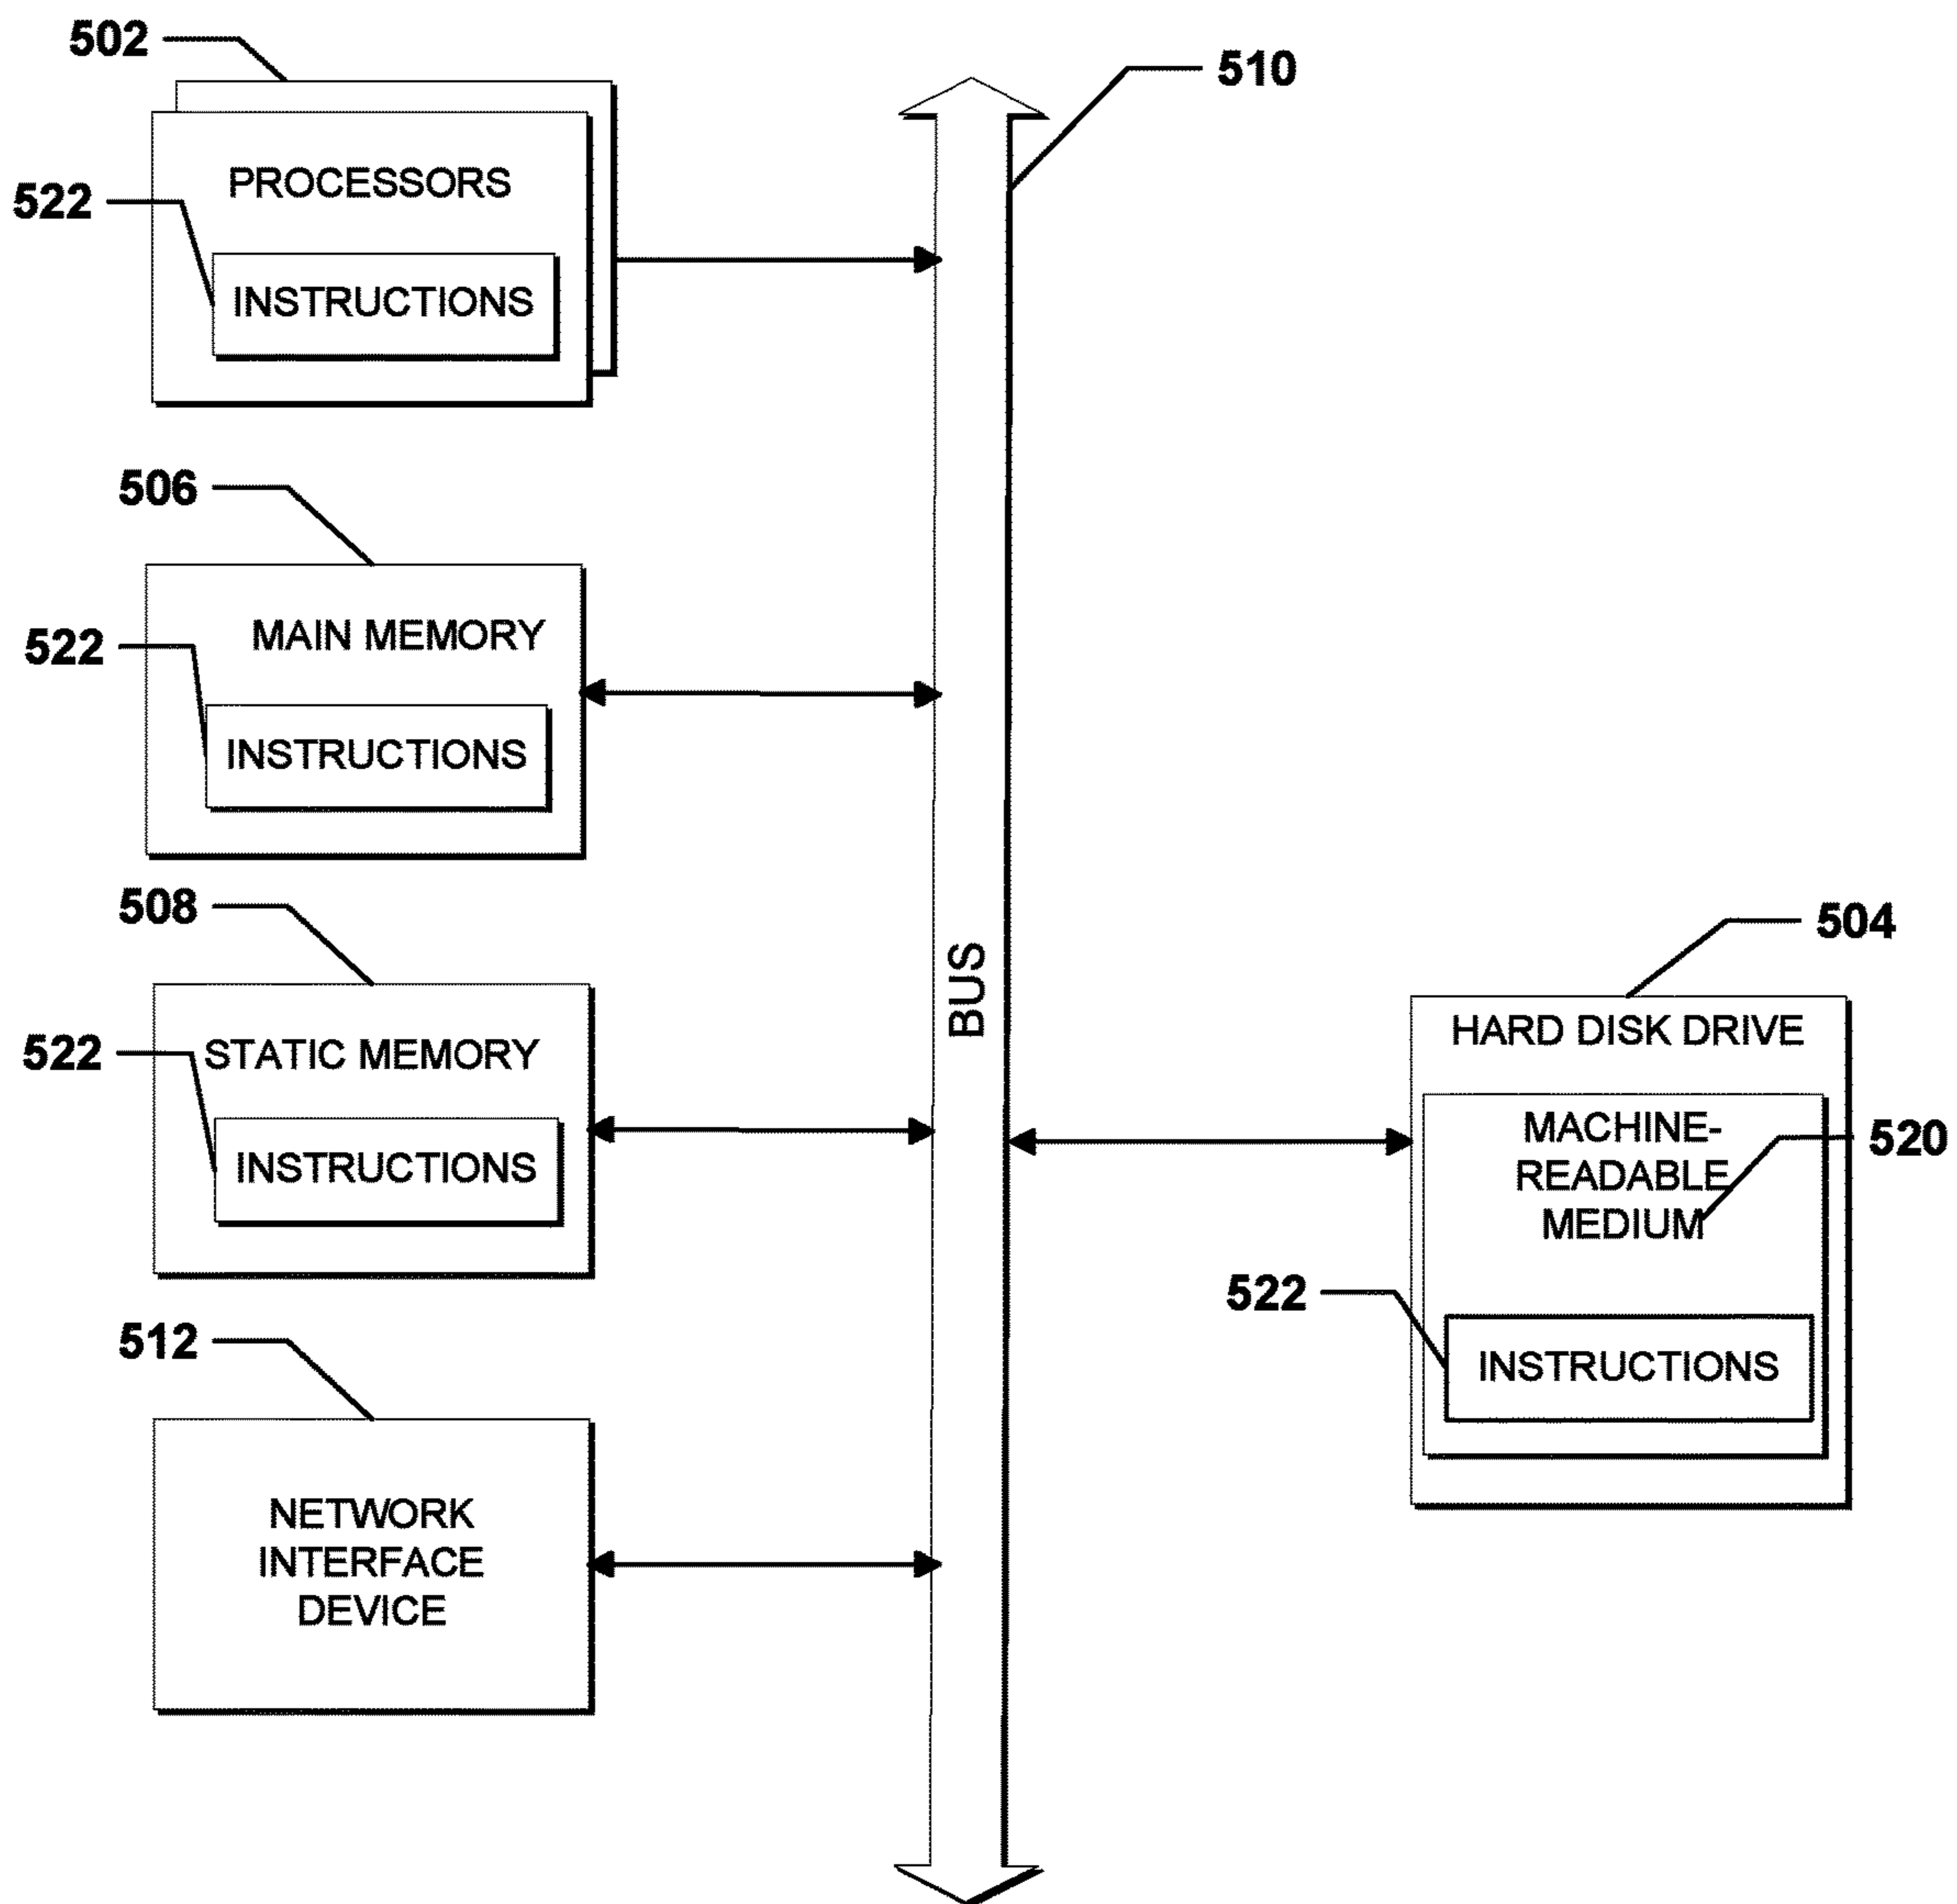 502
510
PROCESSORS
522
INSTRUCTIONS
506
MAIN MEMORY
522
INSTRUCTIONS
508
STATIC MEMORY
522
INSTRUCTIONS
BUS
504
HARD DISK DRIVE
MACHINE-
READABLE
MEDIUM
520
522
INSTRUCTIONS
512
NETWORK
INTERFACE
DEVICE